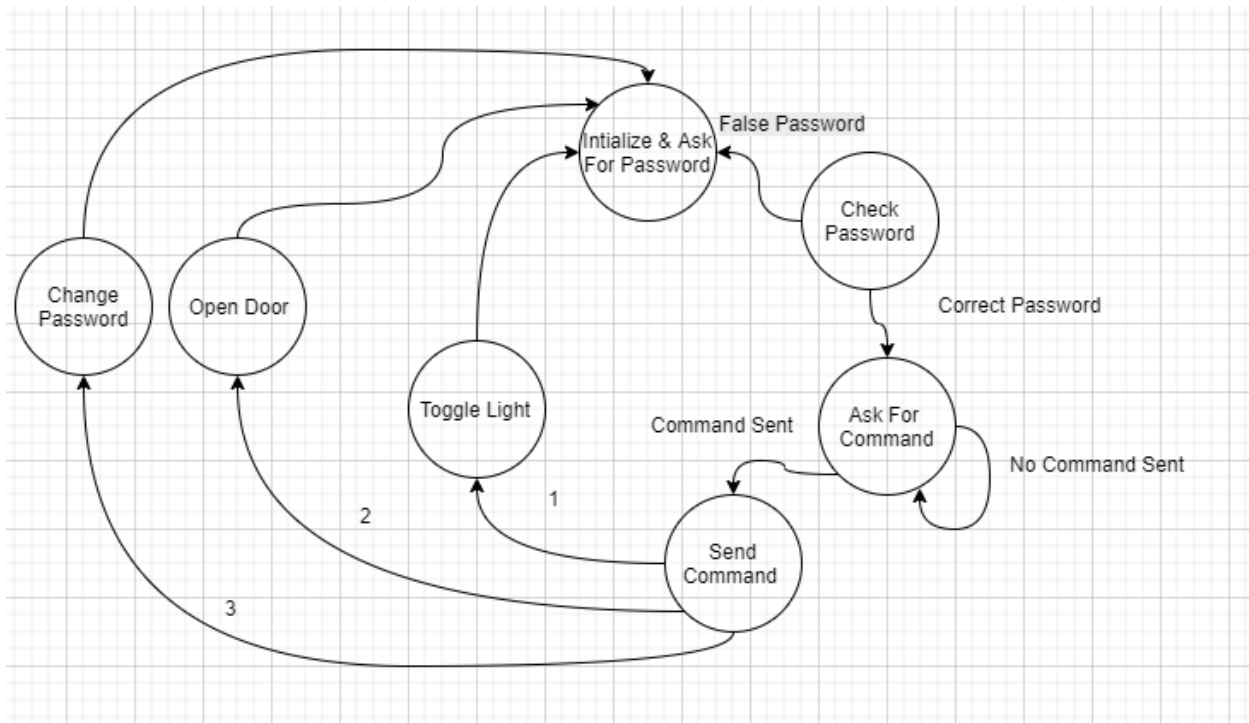 False Password
Intialize & Ask
For Password
Check
Password
Change
Password
Open Door
Correct Password
Toggle Light
Ask For
Command
Command Sent
No Command Sent
1
2
Send
Command
3